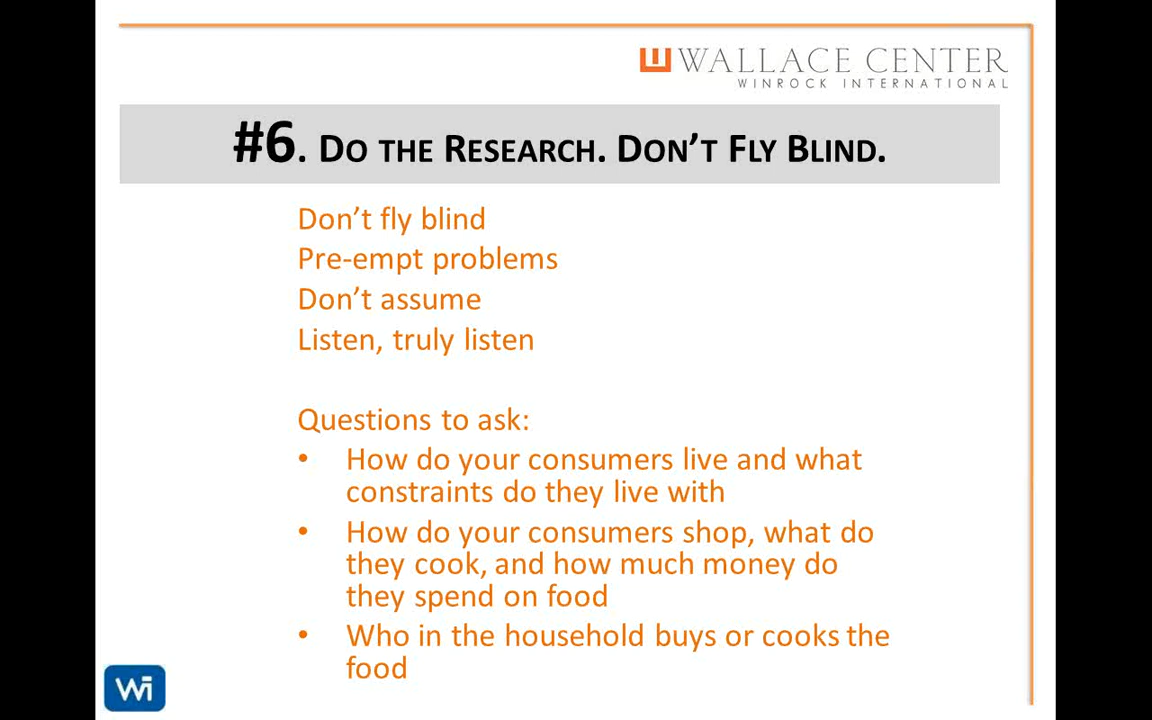 WALLACE CENTER
WINROCK INTERNATIONAL
#6. Do the Research. Don't Fly Blind.
Don't fly blind
Pre-empt problems
Don't assume
Listen, truly listen
Questions to ask:
• How do your consumers live and what
constraints do they live with
• How do your consumers shop, what do
they cook, and how much money do
they spend on food
• Who in the household buys or cooks the
food
Wi